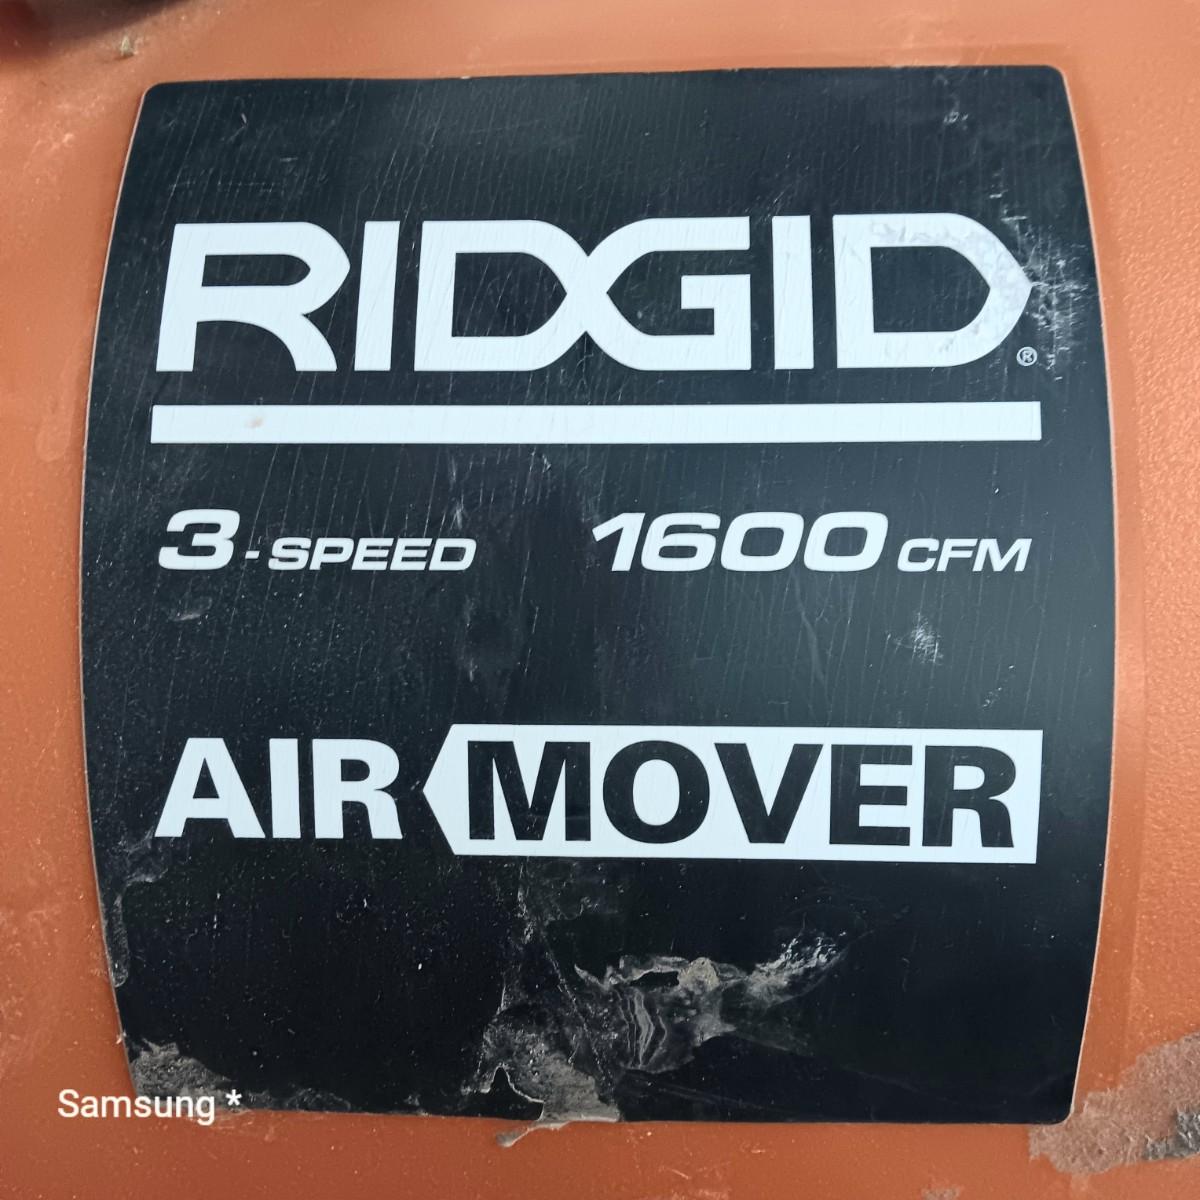 RIDGID®
3-SPEED 1600 CFM
AIR MOVER
Samsung *